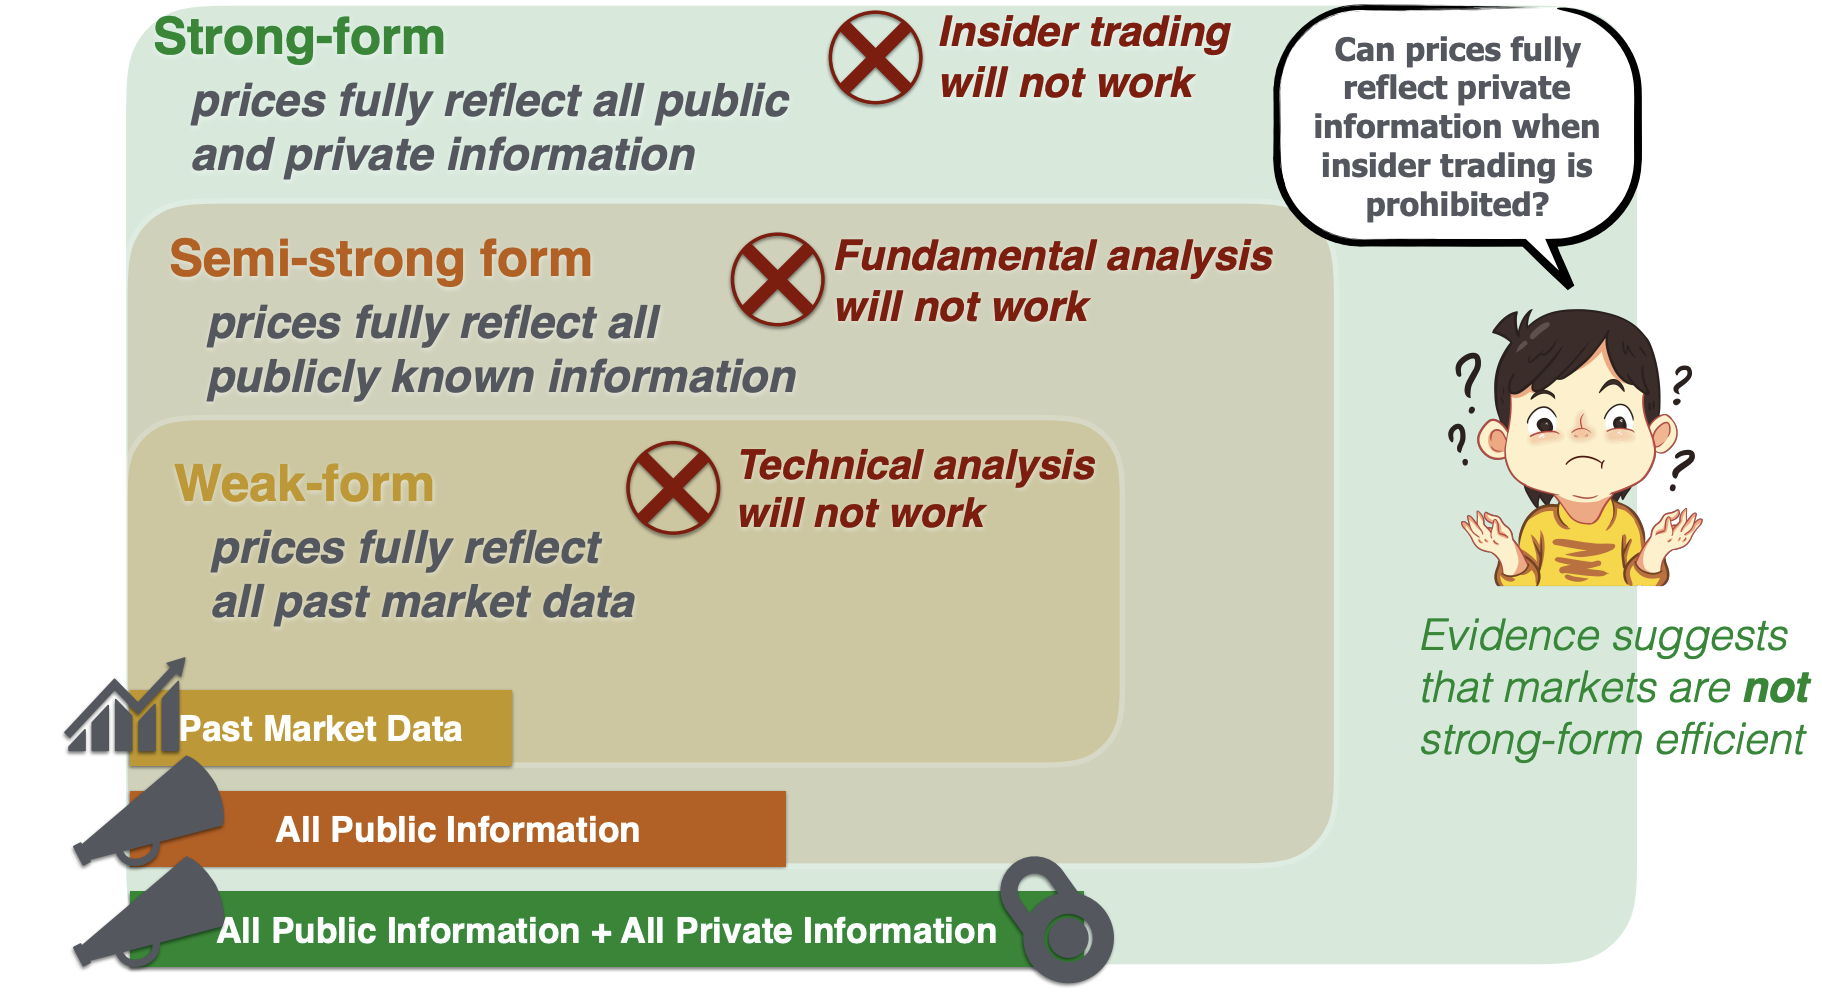 Strong-form
prices fully reflect all public
and private information
Insider trading
will not work
Can prices fully
reflect private
information when
insider trading is
prohibited?
Semi-strong form
prices fully reflect all
publicly known information
Fundamental analysis
will not work
Weak-form
prices fully reflect
all past market data
Technical analysis
will not work
? ? ? ?
Evidence suggests
that markets are not
strong-form efficient
Past Market Data
All Public Information
All Public Information + All Private Information